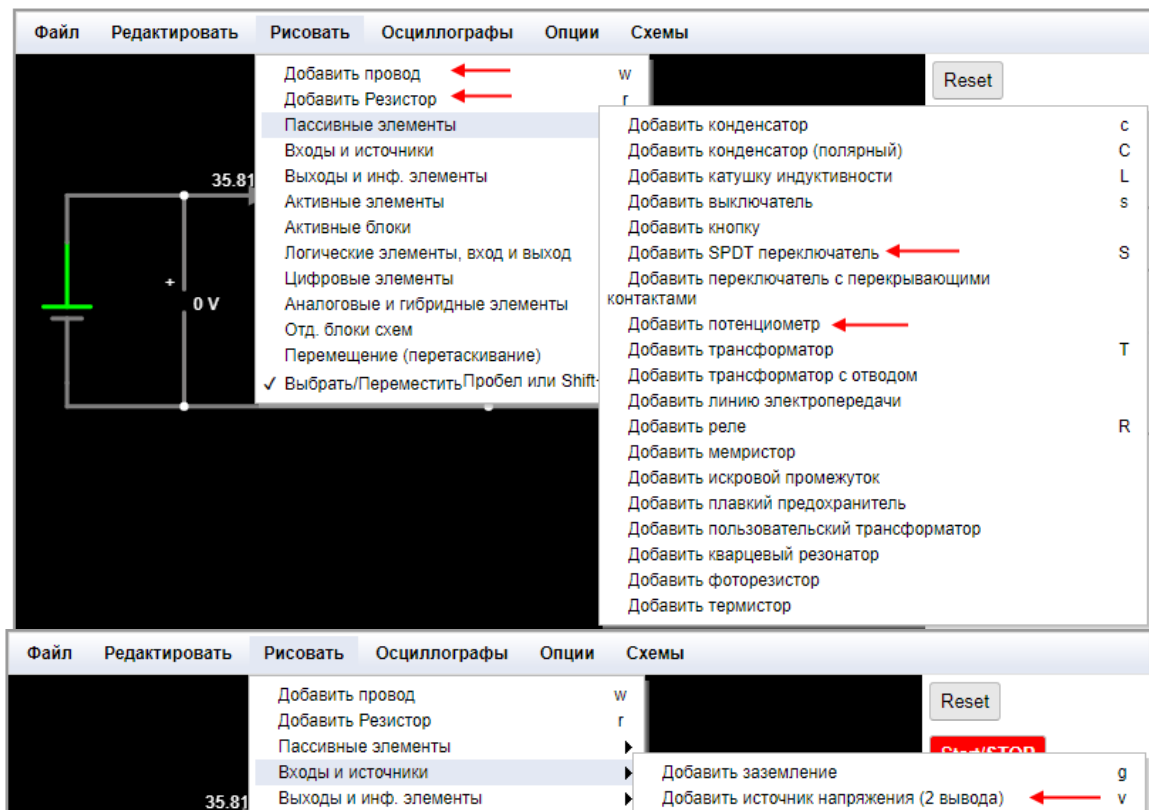 Файл Редактировать Рисовать Осциллографы Опции Схемы
Добавить провод w
Reset
Добавить Резистор r
Пассивные элементы
Добавить конденсатор c
Входы и источники
Добавить конденсатор (полярный) C
35.81
Выходы и инф. элементы
Добавить катушку индуктивности L
Активные элементы
Добавить выключатель s
Активные блоки
Добавить кнопку
Логические элементы, вход и выход
Добавить SPDT переключатель S
Цифровые элементы
Добавить переключатель с перекрывающими
контактами
+
0 V
Аналоговые и гибридные элементы
Отд. блоки схем
Добавить потенциометр
Перемещение (перетаскивание)
Добавить трансформатор T
✓ Выбрать/Переместить Пробел или Shift-
Добавить трансформатор с отводом
Добавить линию электропередачи
Добавить реле R
Добавить мемристор
Добавить искровой промежуток
Добавить плавкий предохранитель
Добавить пользовательский трансформатор
Добавить кварцевый резонатор
Добавить фоторезистор
Добавить термистор
Файл Редактировать Рисовать Осциллографы Опции Схемы
Добавить провод w
Reset
Добавить Резистор r
Пассивные элементы
Start/STOP
Входы и источники
Добавить заземление g
35.81
Выходы и инф. элементы
Добавить источник напряжения (2 вывода) v